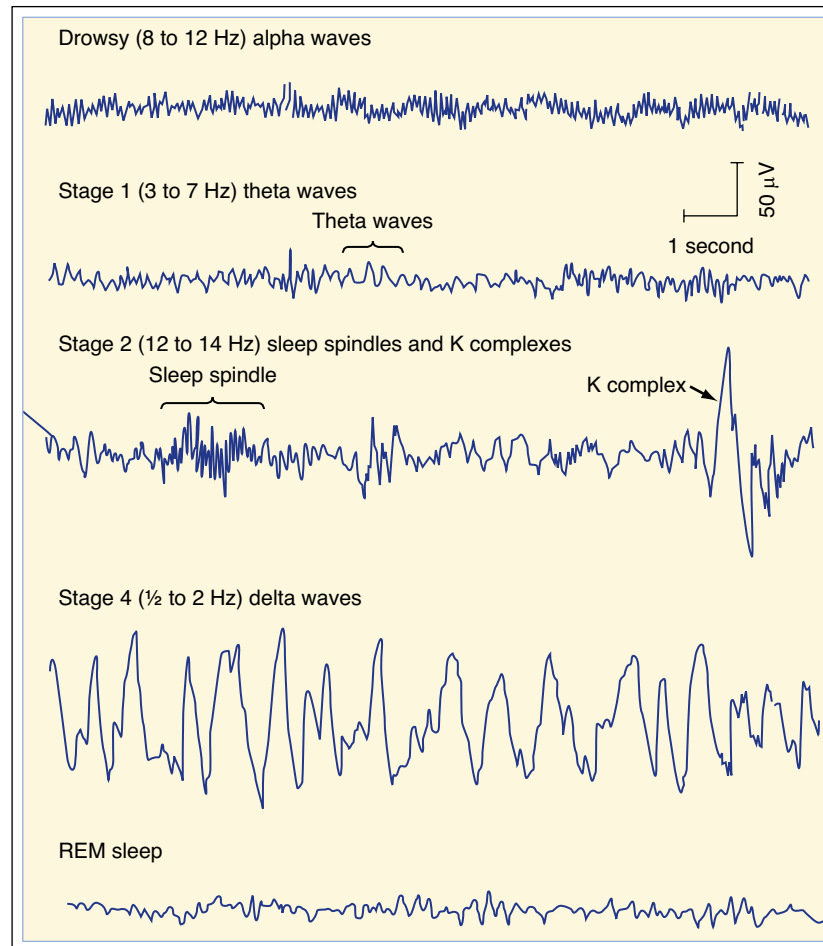 Drowsy (8 to 12 Hz) alpha waves
Stage 1 (3 to 7 Hz) theta waves
50 µV
Theta waves
1 second
Stage 2 (12 to 14 Hz) sleep spindles and K complexes
Sleep spindle
K complex
Stage 4 (½ to 2 Hz) delta waves
REM sleep